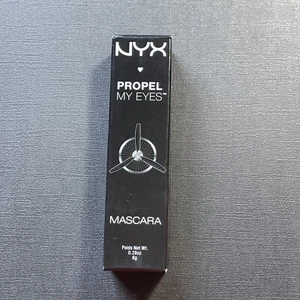 NYX
PROPEL
MY EYES™
MASCARA
Poids Net Wt.
0.28oz
8g